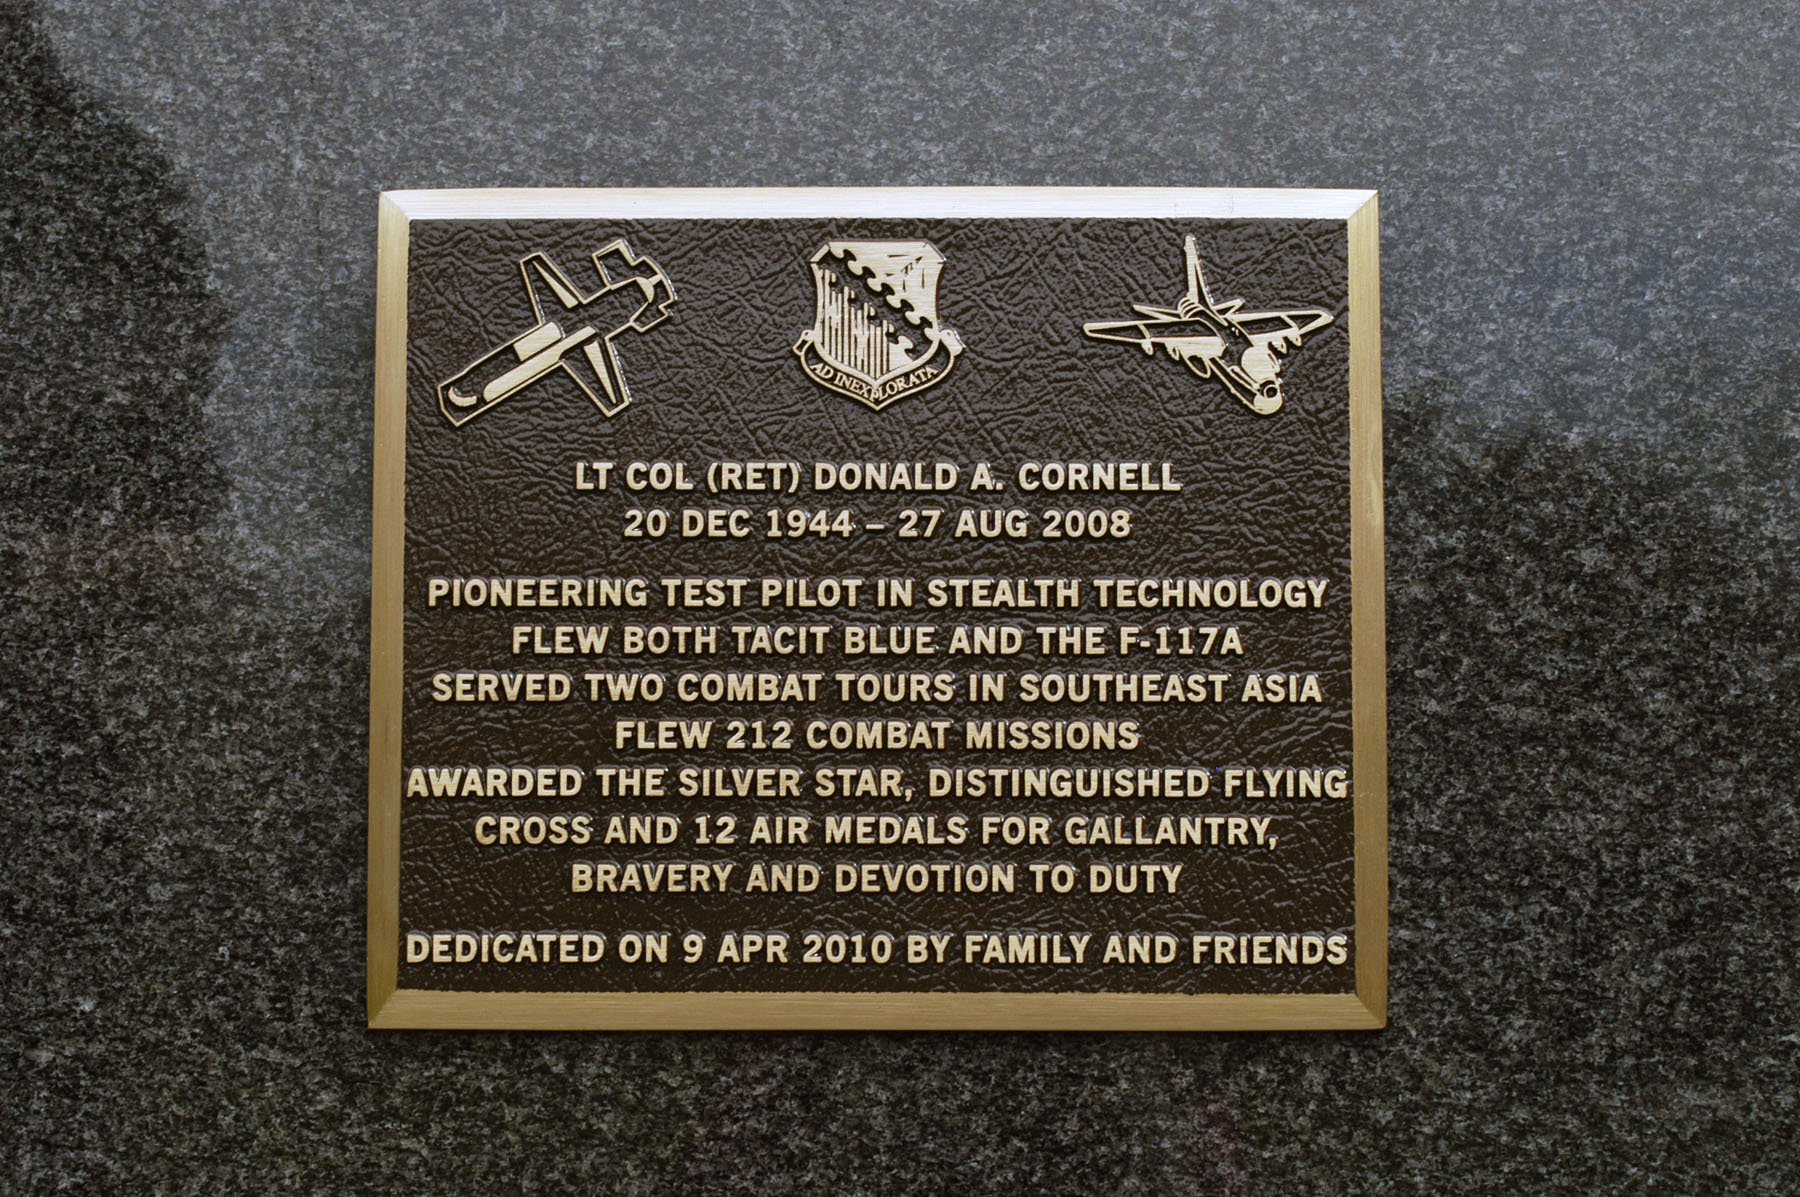 AD INEXPLORATA
LT COL (RET) DONALD A. CORNELL
20 DEC 1944 – 27 AUG 2008
PIONEERING TEST PILOT IN STEALTH TECHNOLOGY
FLEW BOTH TACIT BLUE AND THE F-117A
SERVED TWO COMBAT TOURS IN SOUTHEAST ASIA
FLEW 212 COMBAT MISSIONS
AWARDED THE SILVER STAR, DISTINGUISHED FLYING
CROSS AND 12 AIR MEDALS FOR GALLANTRY,
BRAVERY AND DEVOTION TO DUTY
DEDICATED ON 9 APR 2010 BY FAMILY AND FRIENDS